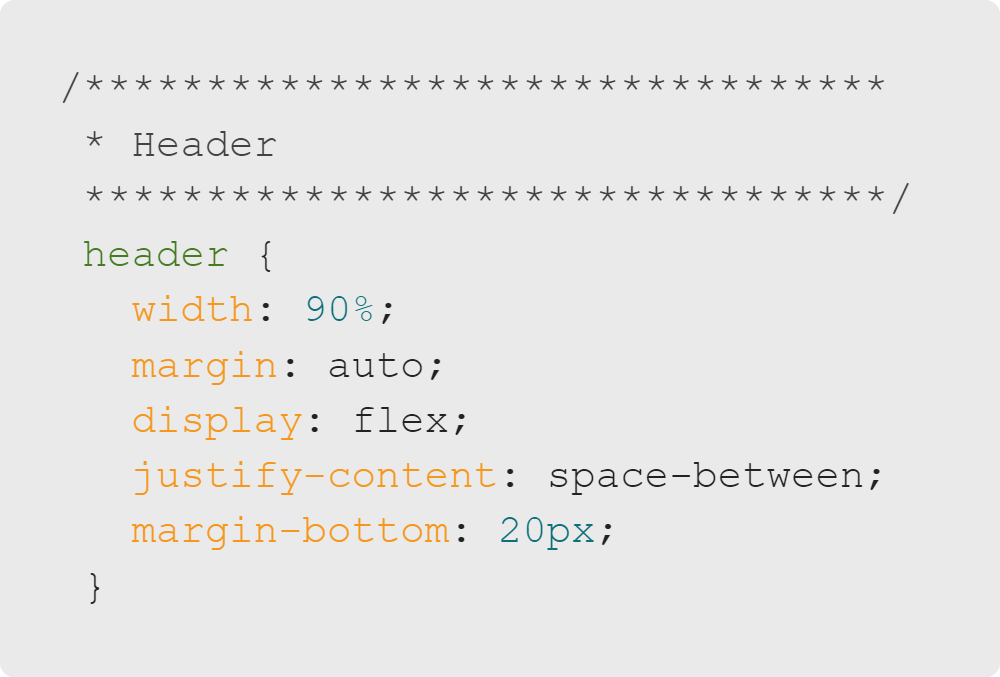 /*********************************
 * Header
 *********************************/
 header {
   width: 90%;
   margin: auto;
   display: flex;
   justify-content: space-between;
   margin-bottom: 20px;
 }